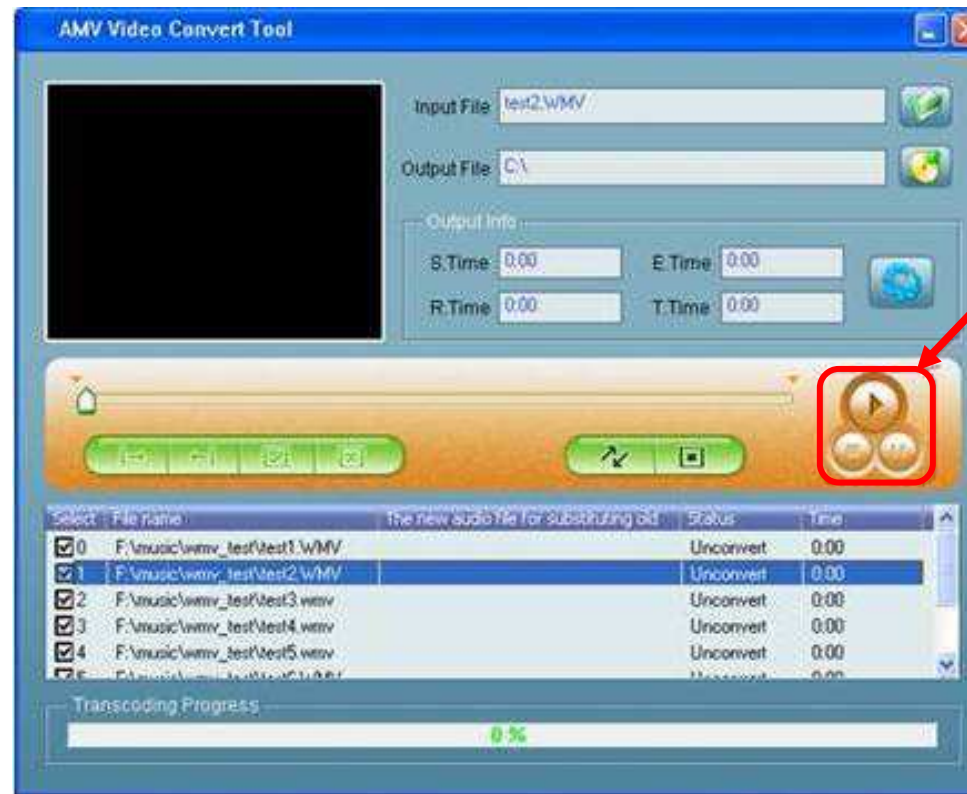 AMV Video Convert Tool
Input File test2.WMV
Output File C:\
Output Info
S.Time 0:00 E.Time 0:00
R.Time 0:00 T.Time 0:00
Select File name The new audio file for substituting old Status Time
0 F:\music\wmv_test\test1.WMV Unconvert 0:00
1 F:\music\wmv_test\test2.WMV Unconvert 0:00
2 F:\music\wmv_test\test3.wmv Unconvert 0:00
3 F:\music\wmv_test\test4.wmv Unconvert 0:00
4 F:\music\wmv_test\test5.wmv Unconvert 0:00
Transcoding Progress
0 %